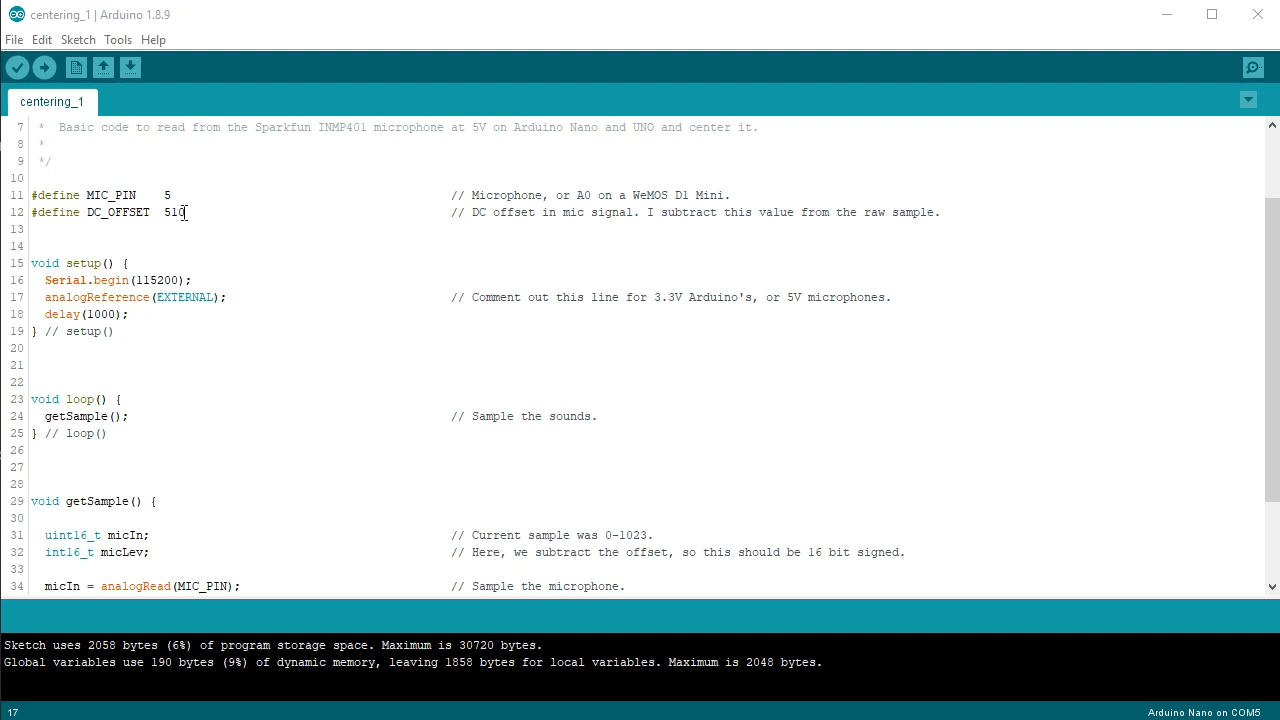 centering_1 | Arduino 1.8.9
File Edit Sketch Tools Help
centering_1
7 * Basic code to read from the Sparkfun INMP401 microphone at 5V on Arduino Nano and UNO and center it.
8 *
9 */
10
11 #define MIC_PIN 5 // Microphone, or A0 on a WeMOS D1 Mini.
12 #define DC_OFFSET 510 // DC offset in mic signal. I subtract this value from the raw sample.
13
14
15 void setup() {
16 Serial.begin(115200);
17 analogReference(EXTERNAL); // Comment out this line for 3.3V Arduino's, or 5V microphones.
18 delay(1000);
19 } // setup()
20
21
22
23 void loop() {
24 getSample(); // Sample the sounds.
25 } // loop()
26
27
28
29 void getSample() {
30
31 uint16_t micIn; // Current sample was 0-1023.
32 int16_t micLev; // Here, we subtract the offset, so this should be 16 bit signed.
33
34 micIn = analogRead(MIC_PIN); // Sample the microphone.
Sketch uses 2058 bytes (6%) of program storage space. Maximum is 30720 bytes.
Global variables use 190 bytes (9%) of dynamic memory, leaving 1858 bytes for local variables. Maximum is 2048 bytes.
17 Arduino Nano on COM5